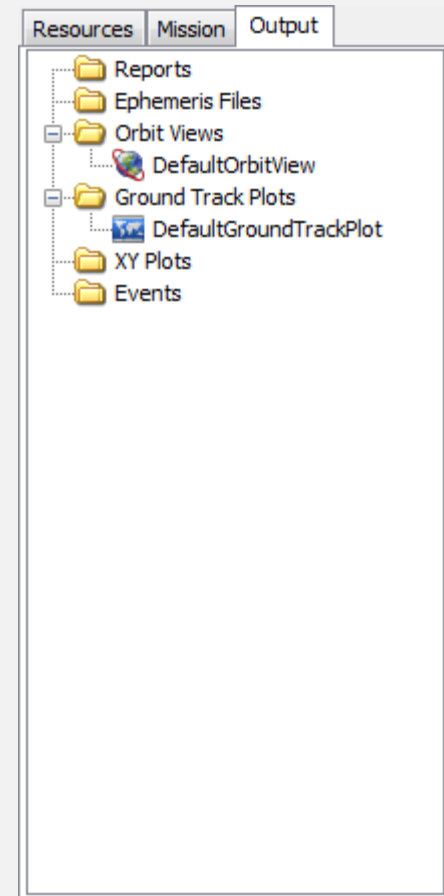 Resources Mission Output
Reports
Ephemeris Files
Orbit Views
DefaultOrbitView
Ground Track Plots
DefaultGroundTrackPlot
XY Plots
Events